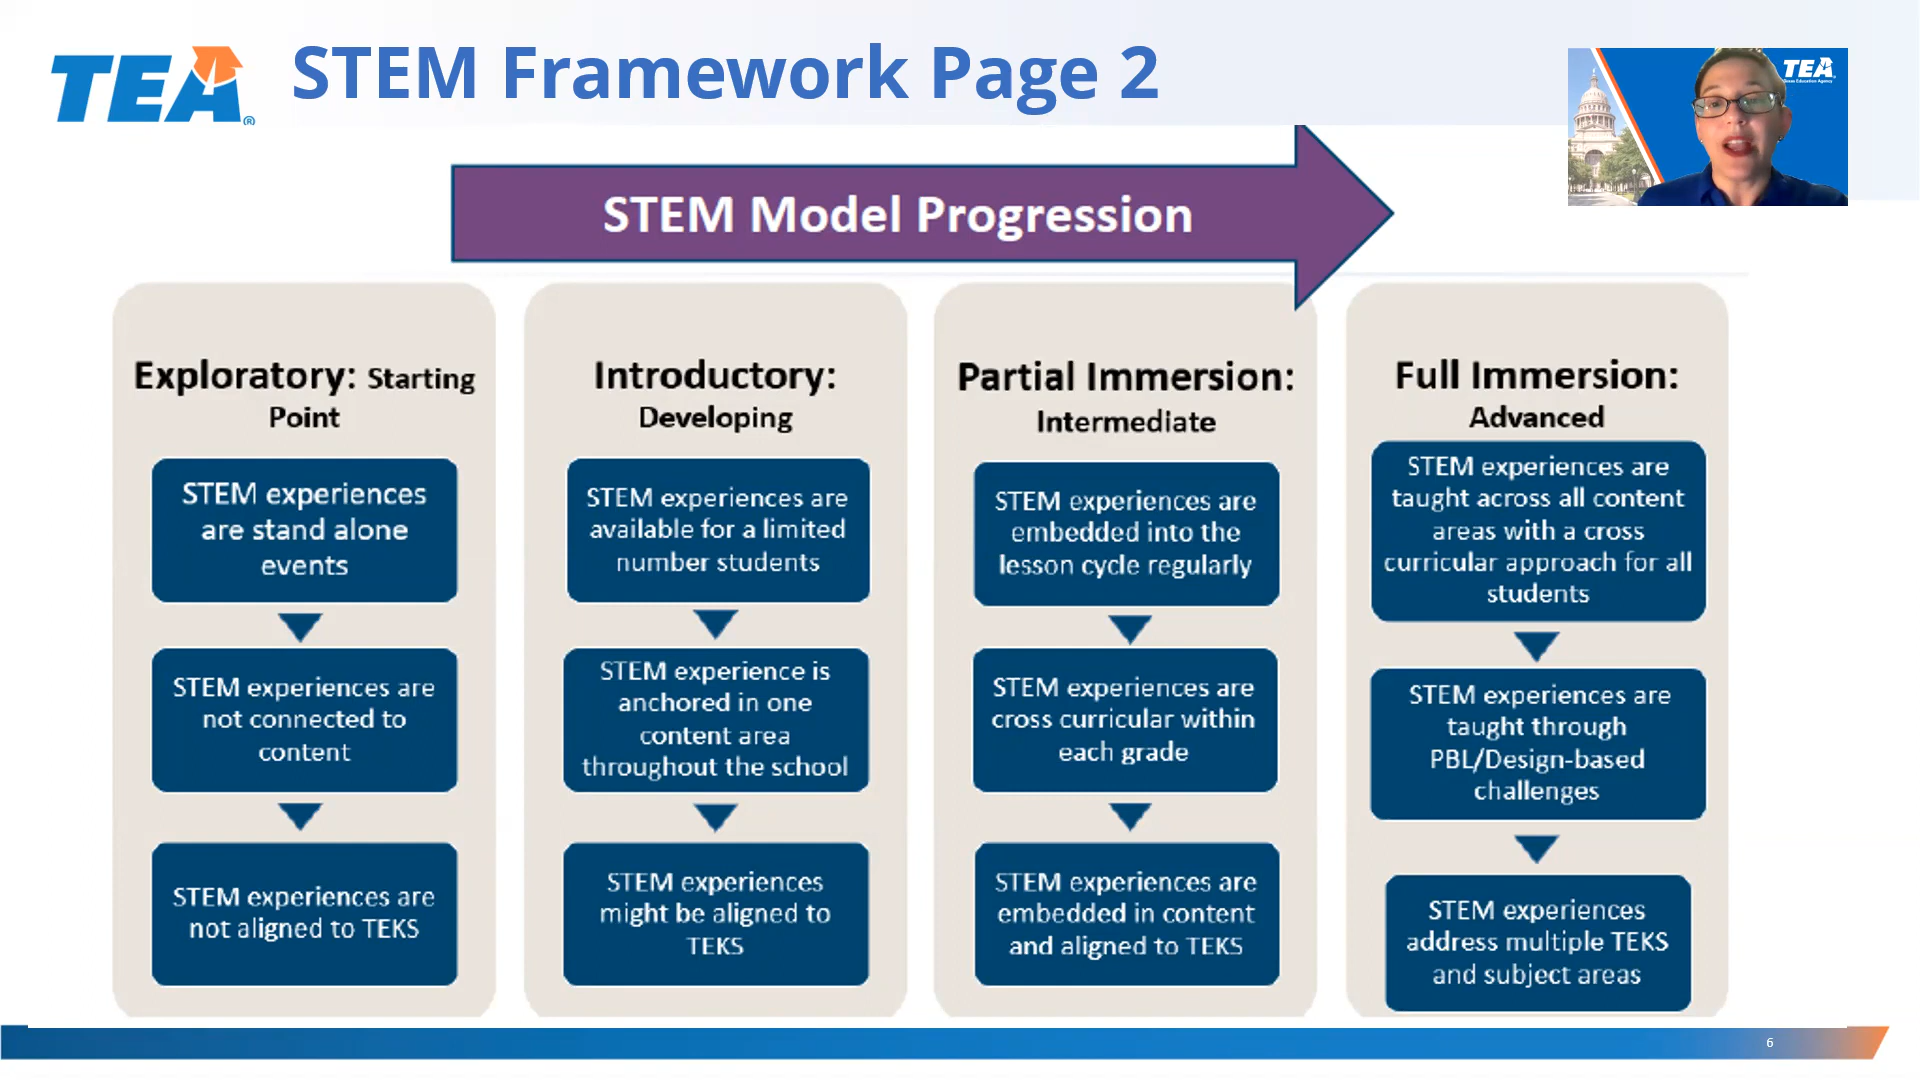 TEA
®
STEM Framework Page 2
TEA
Texas Education Agency
STEM Model Progression
Exploratory: Starting
Point
STEM experiences
are stand alone
events
STEM experiences are
not connected to
content
STEM experiences are
not aligned to TEKS
Introductory:
Developing
STEM experiences are
available for a limited
number students
STEM experience is
anchored in one
content area
throughout the school
STEM experiences
might be aligned to
TEKS
Partial Immersion:
Intermediate
STEM experiences are
embedded into the
lesson cycle regularly
STEM experiences are
cross curricular within
each grade
STEM experiences are
embedded in content
and aligned to TEKS
Full Immersion:
Advanced
STEM experiences are
taught across all content
areas with a cross
curricular approach for all
students
STEM experiences are
taught through
PBL/Design-based
challenges
STEM experiences
address multiple TEKS
and subject areas
6